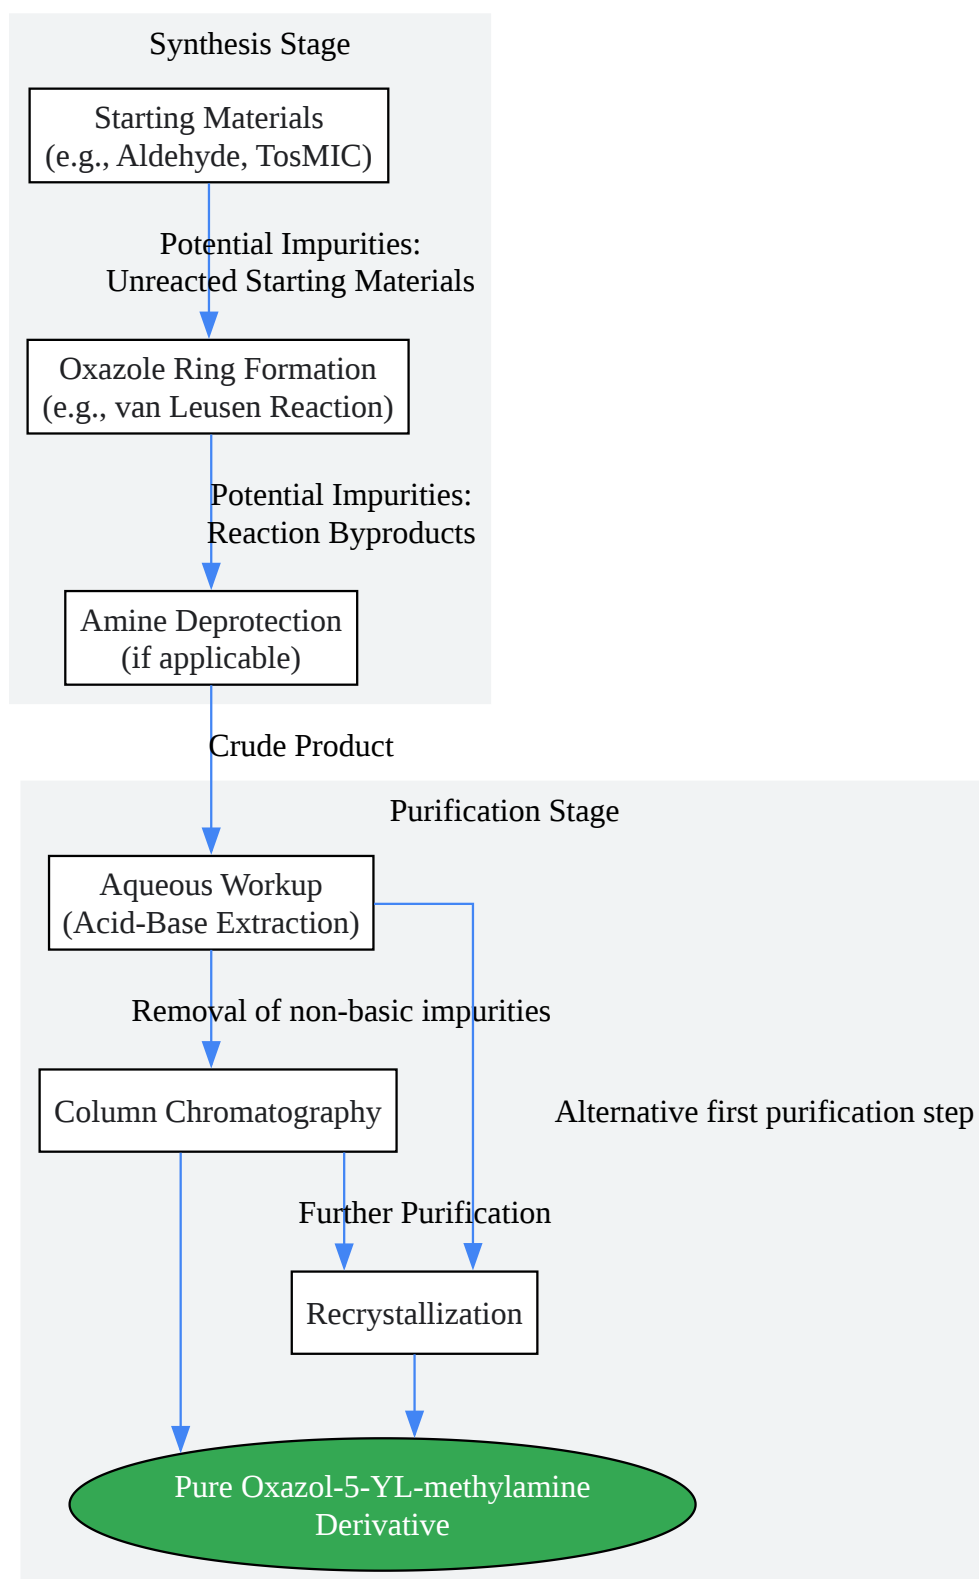 Synthesis Stage
Starting Materials
(e.g., Aldehyde, TosMIC)
Potential Impurities:
Unreacted Starting Materials
Oxazole Ring Formation
(e.g., van Leusen Reaction)
Potential Impurities:
Reaction Byproducts
Amine Deprotection
(if applicable)
Crude Product
Purification Stage
Aqueous Workup
(Acid-Base Extraction)
Removal of non-basic impurities
Column Chromatography
Alternative first purification step
Further Purification
Recrystallization
Pure Oxazol-5-YL-methylamine
Derivative